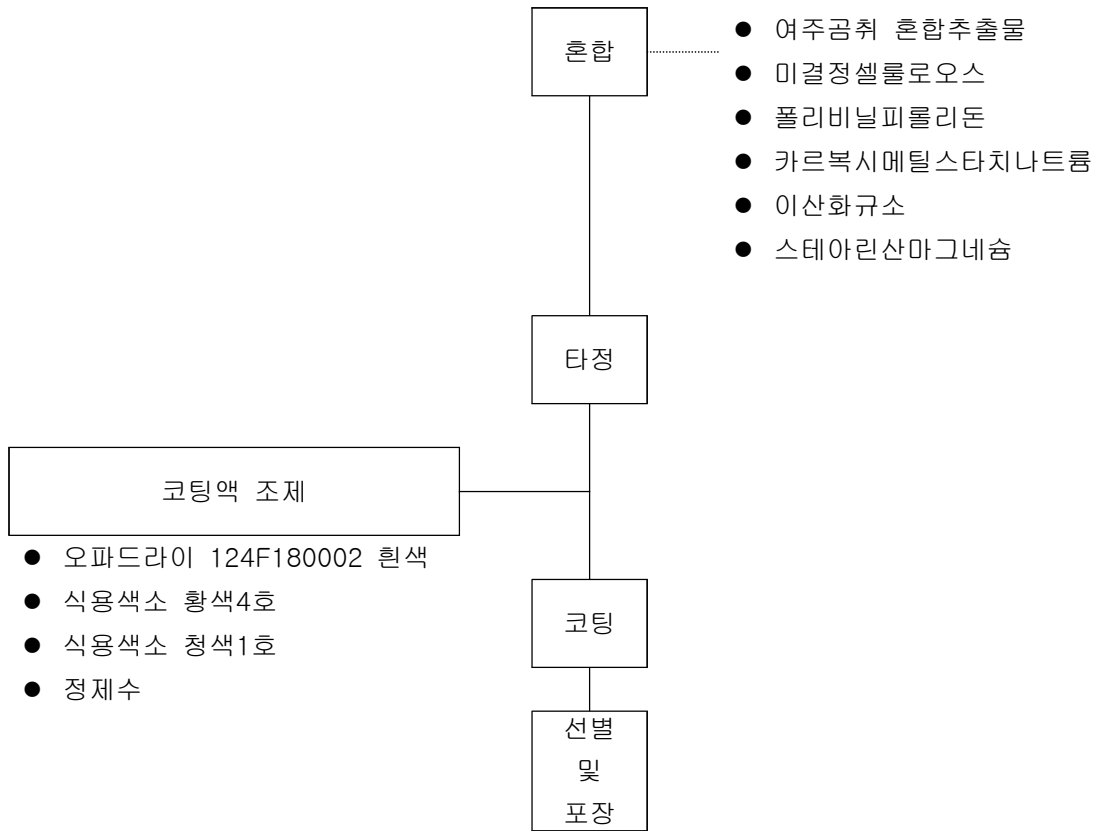 혼합
● 여주곰취 혼합추출물
● 미결정셀룰로오스
● 폴리비닐피롤리돈
● 카르복시메틸스타치나트륨
● 이산화규소
● 스테아린산마그네슘
타정
코팅액 조제
● 오파드라이 124F180002 흰색
● 식용색소 황색4호
● 식용색소 청색1호
● 정제수
코팅
선별
및
포장